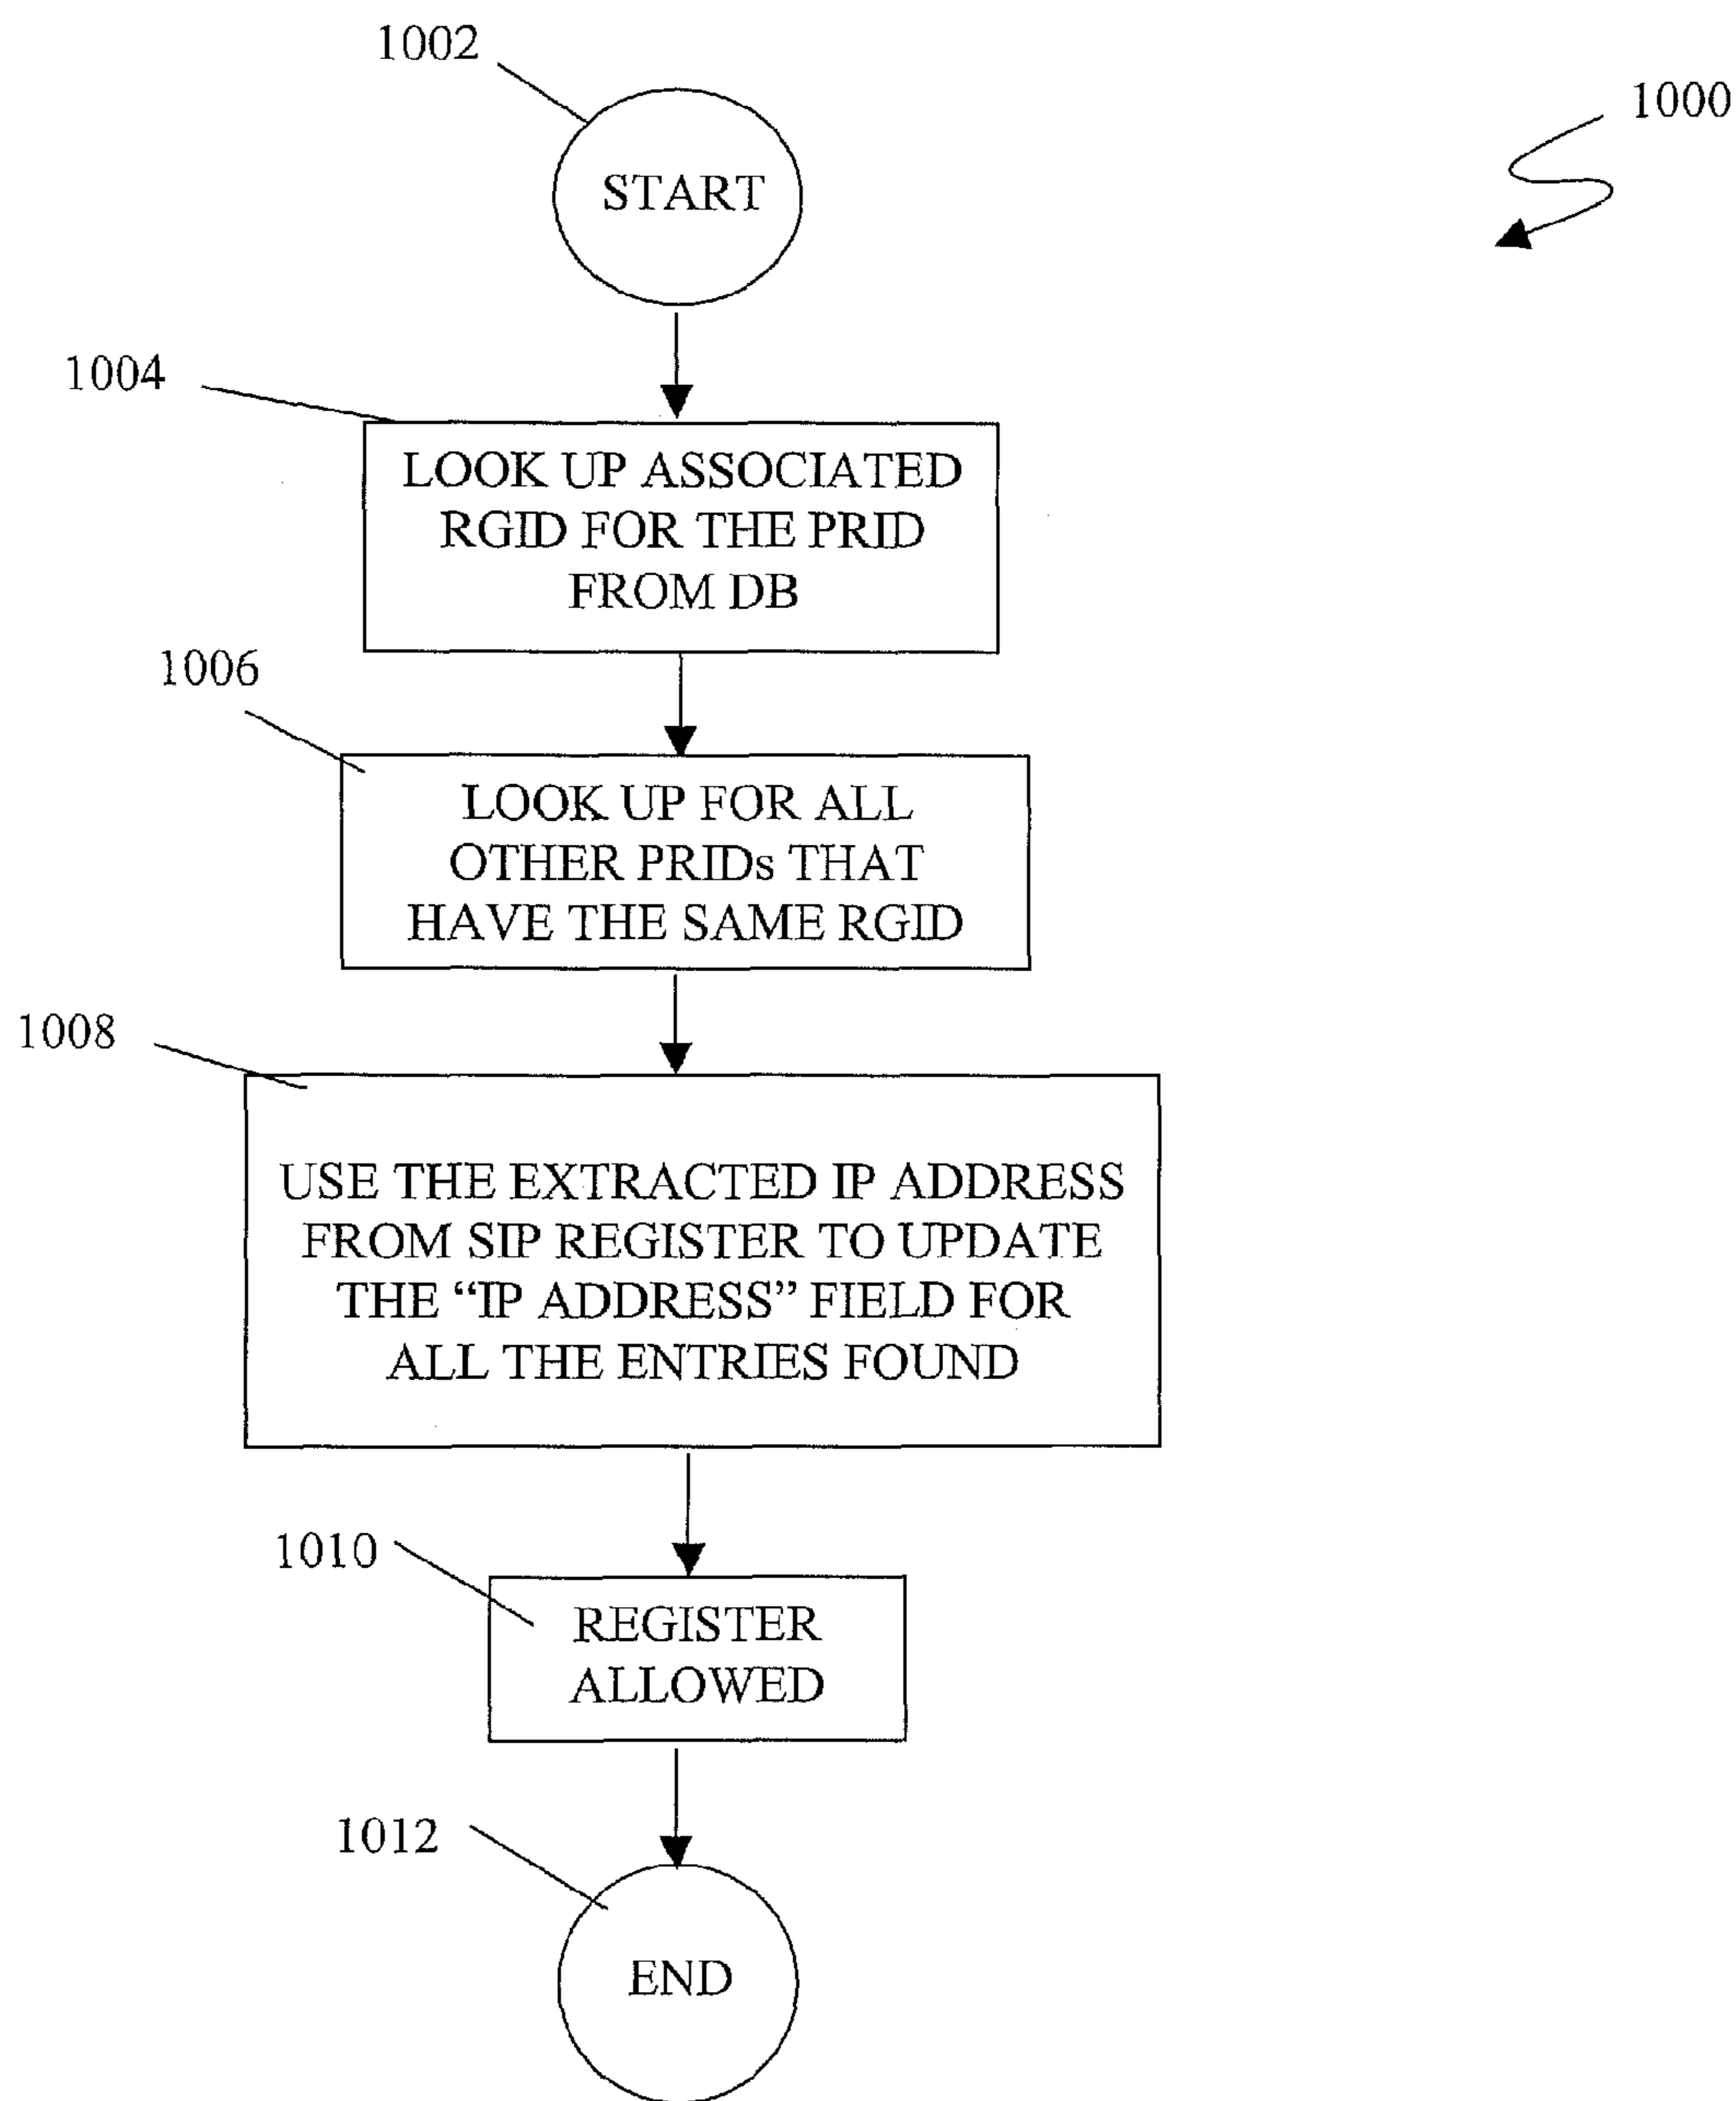 1002
1000
START
1004
LOOK UP ASSOCIATED
RGID FOR THE PRID
FROM DB
1006
LOOK UP FOR ALL
OTHER PRIDs THAT
HAVE THE SAME RGID
1008
USE THE EXTRACTED IP ADDRESS
FROM SIP REGISTER TO UPDATE
THE “IP ADDRESS” FIELD FOR
ALL THE ENTRIES FOUND
1010
REGISTER
ALLOWED
1012
END